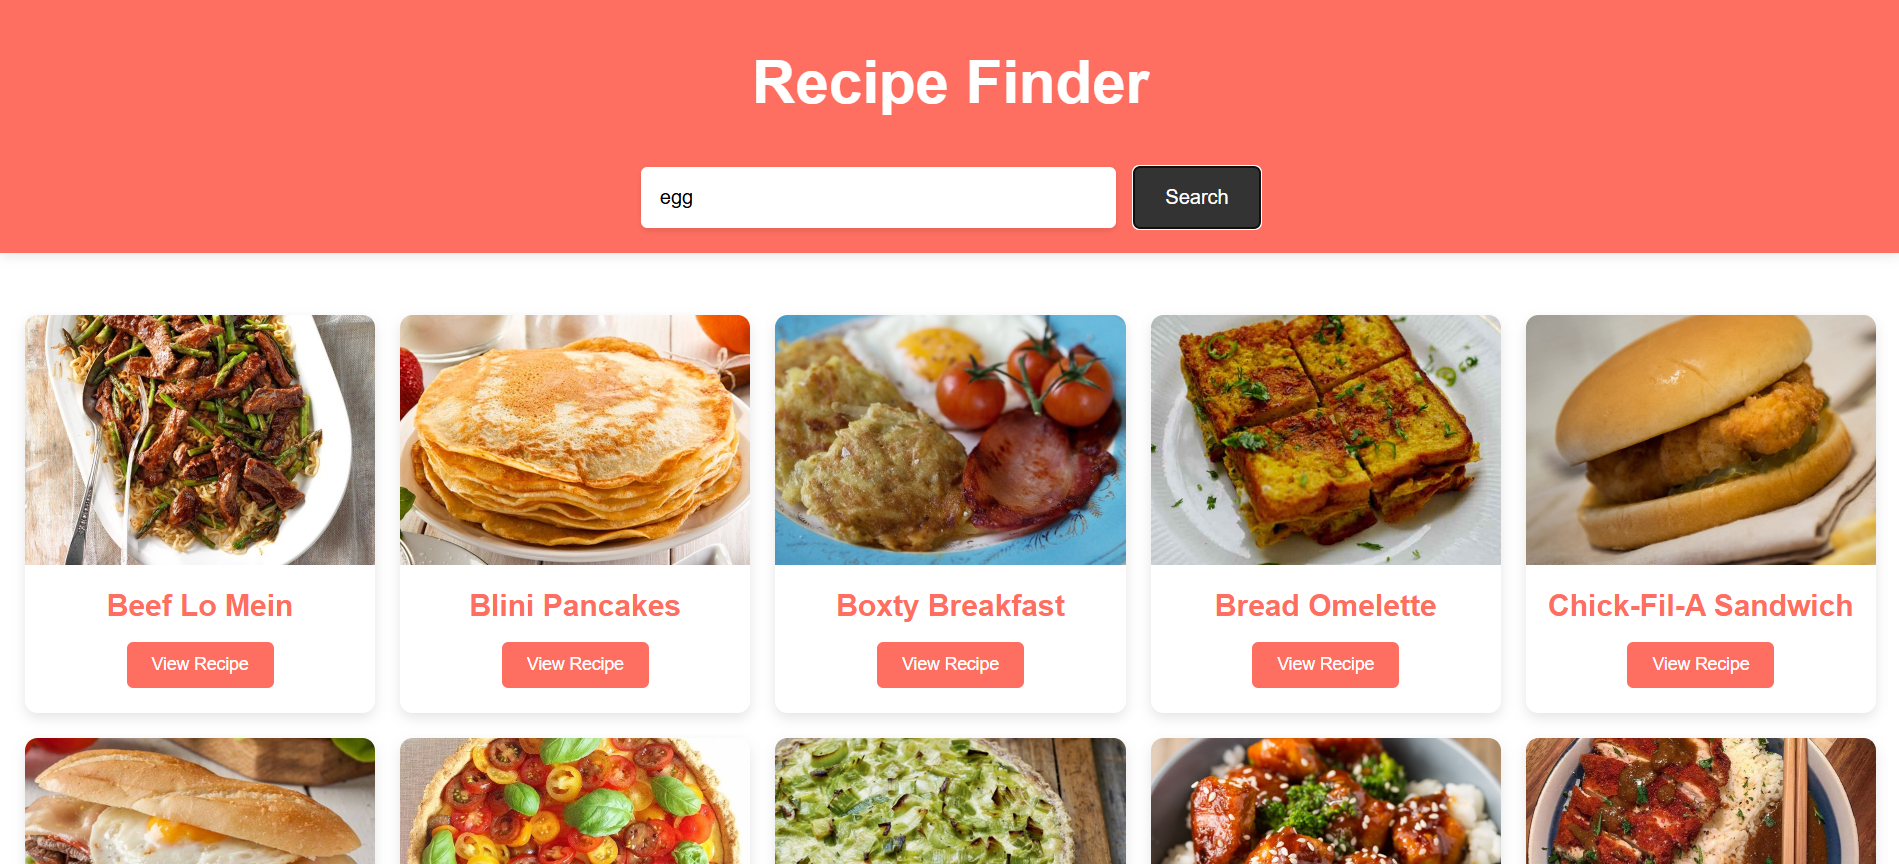 Recipe Finder
egg
Search
Beef Lo Mein
Blini Pancakes
Boxty Breakfast
Bread Omelette
Chick-Fil-A Sandwich
View Recipe
View Recipe
View Recipe
View Recipe
View Recipe